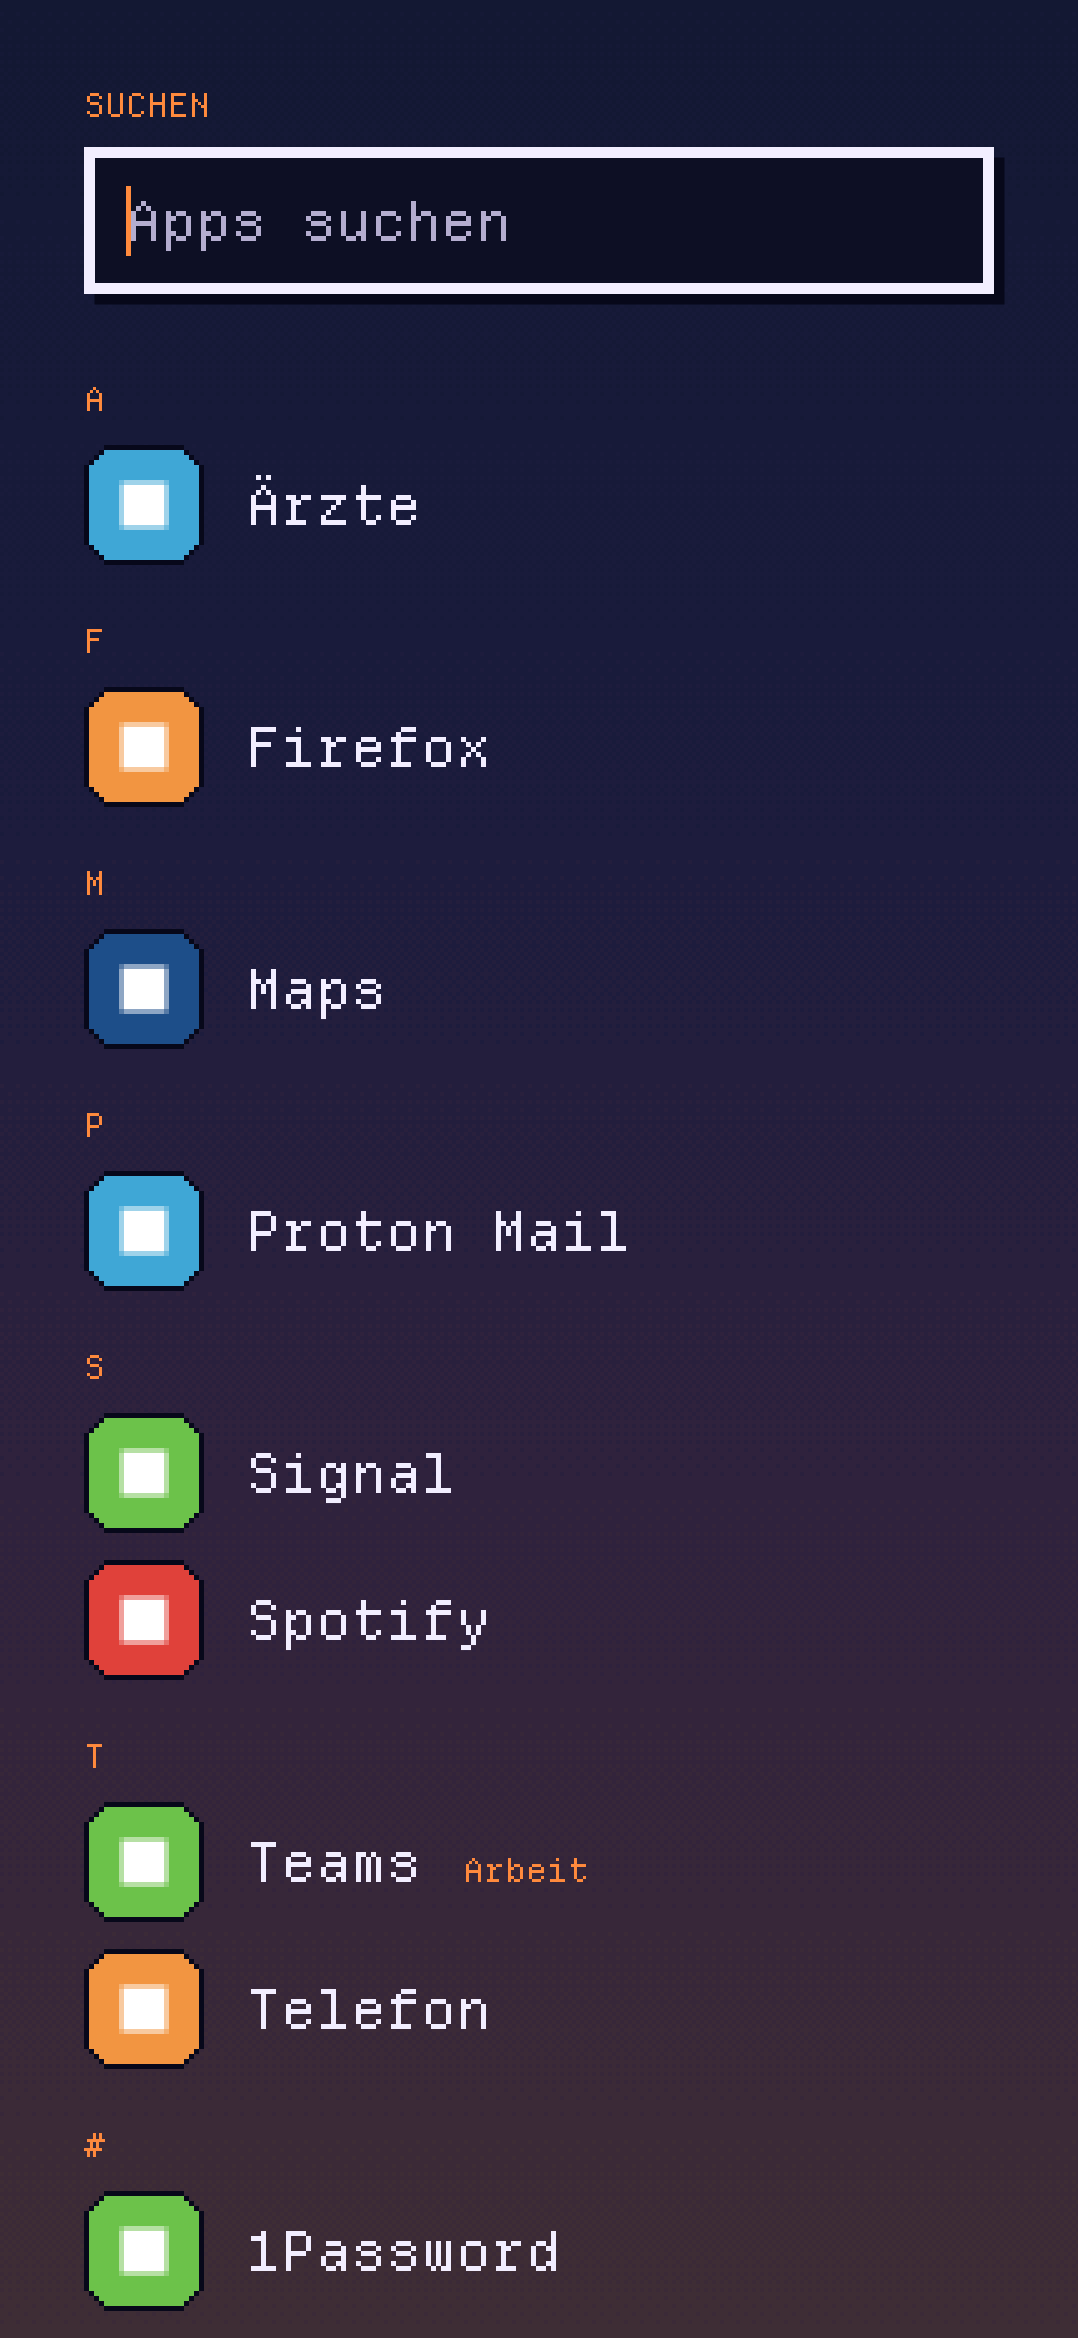 SUCHEN
Apps suchen
A
Ärzte
F
Firefox
M
Maps
P
Proton Mail
S
Signal
Spotify
T
Teams Arbeit
Telefon
#
1Password